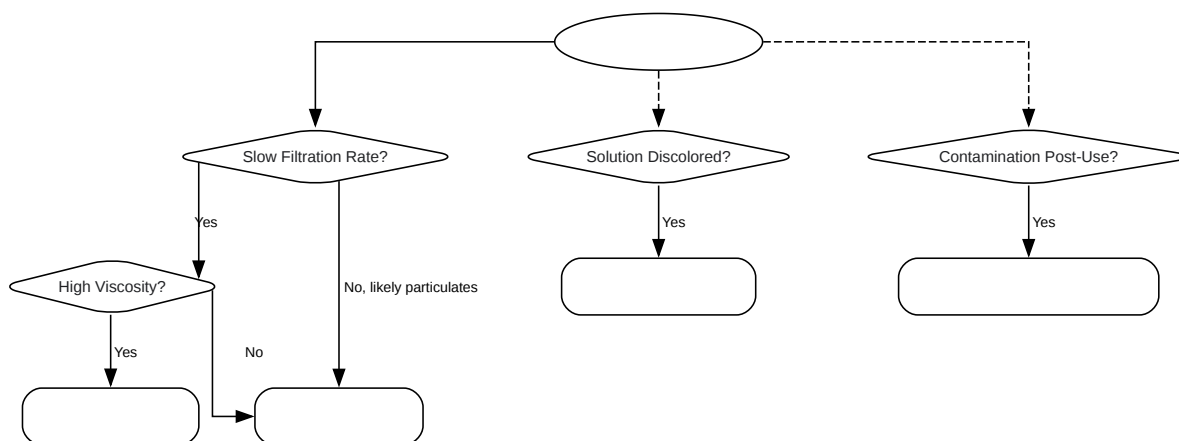 Slow Filtration Rate?
Solution Discolored?
Contamination Post-Use?
Yes
Yes
Yes
High Viscosity?
No, likely particulates
Yes
No